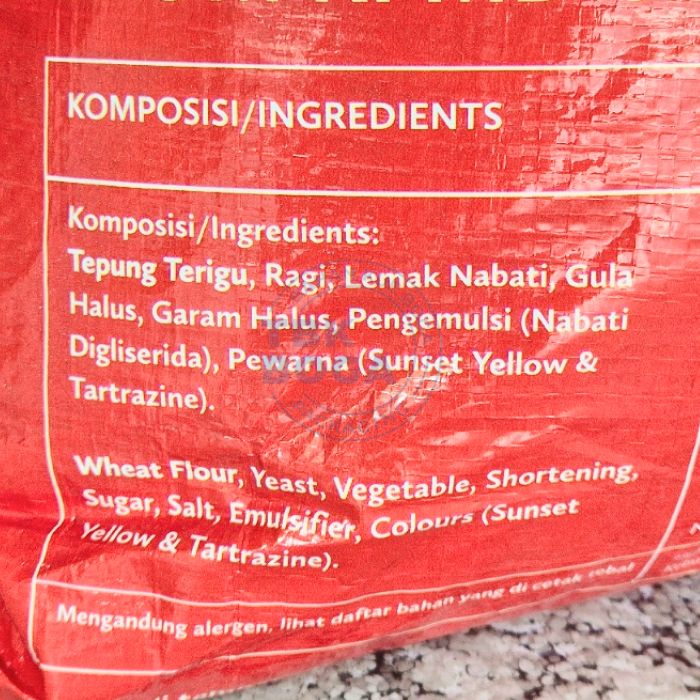 KOMPOSISI/INGREDIENTS
Komposisi/Ingredients:
Tepung Terigu, Ragi, Lemak Nabati, Gula
Halus, Garam Halus, Pengemulsi (Nabati
Digliserida), Pewarna (Sunset Yellow &
Tartrazine).
Wheat Flour, Yeast, Vegetable, Shortening,
Sugar, Salt, Emulsifier, Colours (Sunset
Yellow & Tartrazine).
Mengandung alergen, lihat daftar bahan yang di cetak tebal